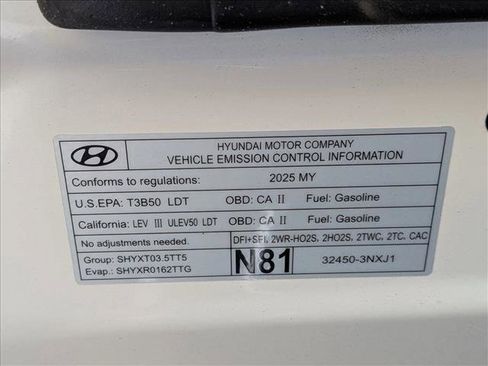 HYUNDAI MOTOR COMPANY
VEHICLE EMISSION CONTROL INFORMATION
Conforms to regulations: 2025 MY
U.S.EPA: T3B50 LDT OBD: CA II Fuel: Gasoline
California: LEV III ULEV50 LDT OBD: CA II Fuel: Gasoline
No adjustments needed. DFI+SFI, 2WR-HO2S, 2HO2S, 2TWC, 2TC, CAC
Group: SHYXT03.5TT5
Evap.: SHYXR0162TTG
N81 32450-3NXJ1